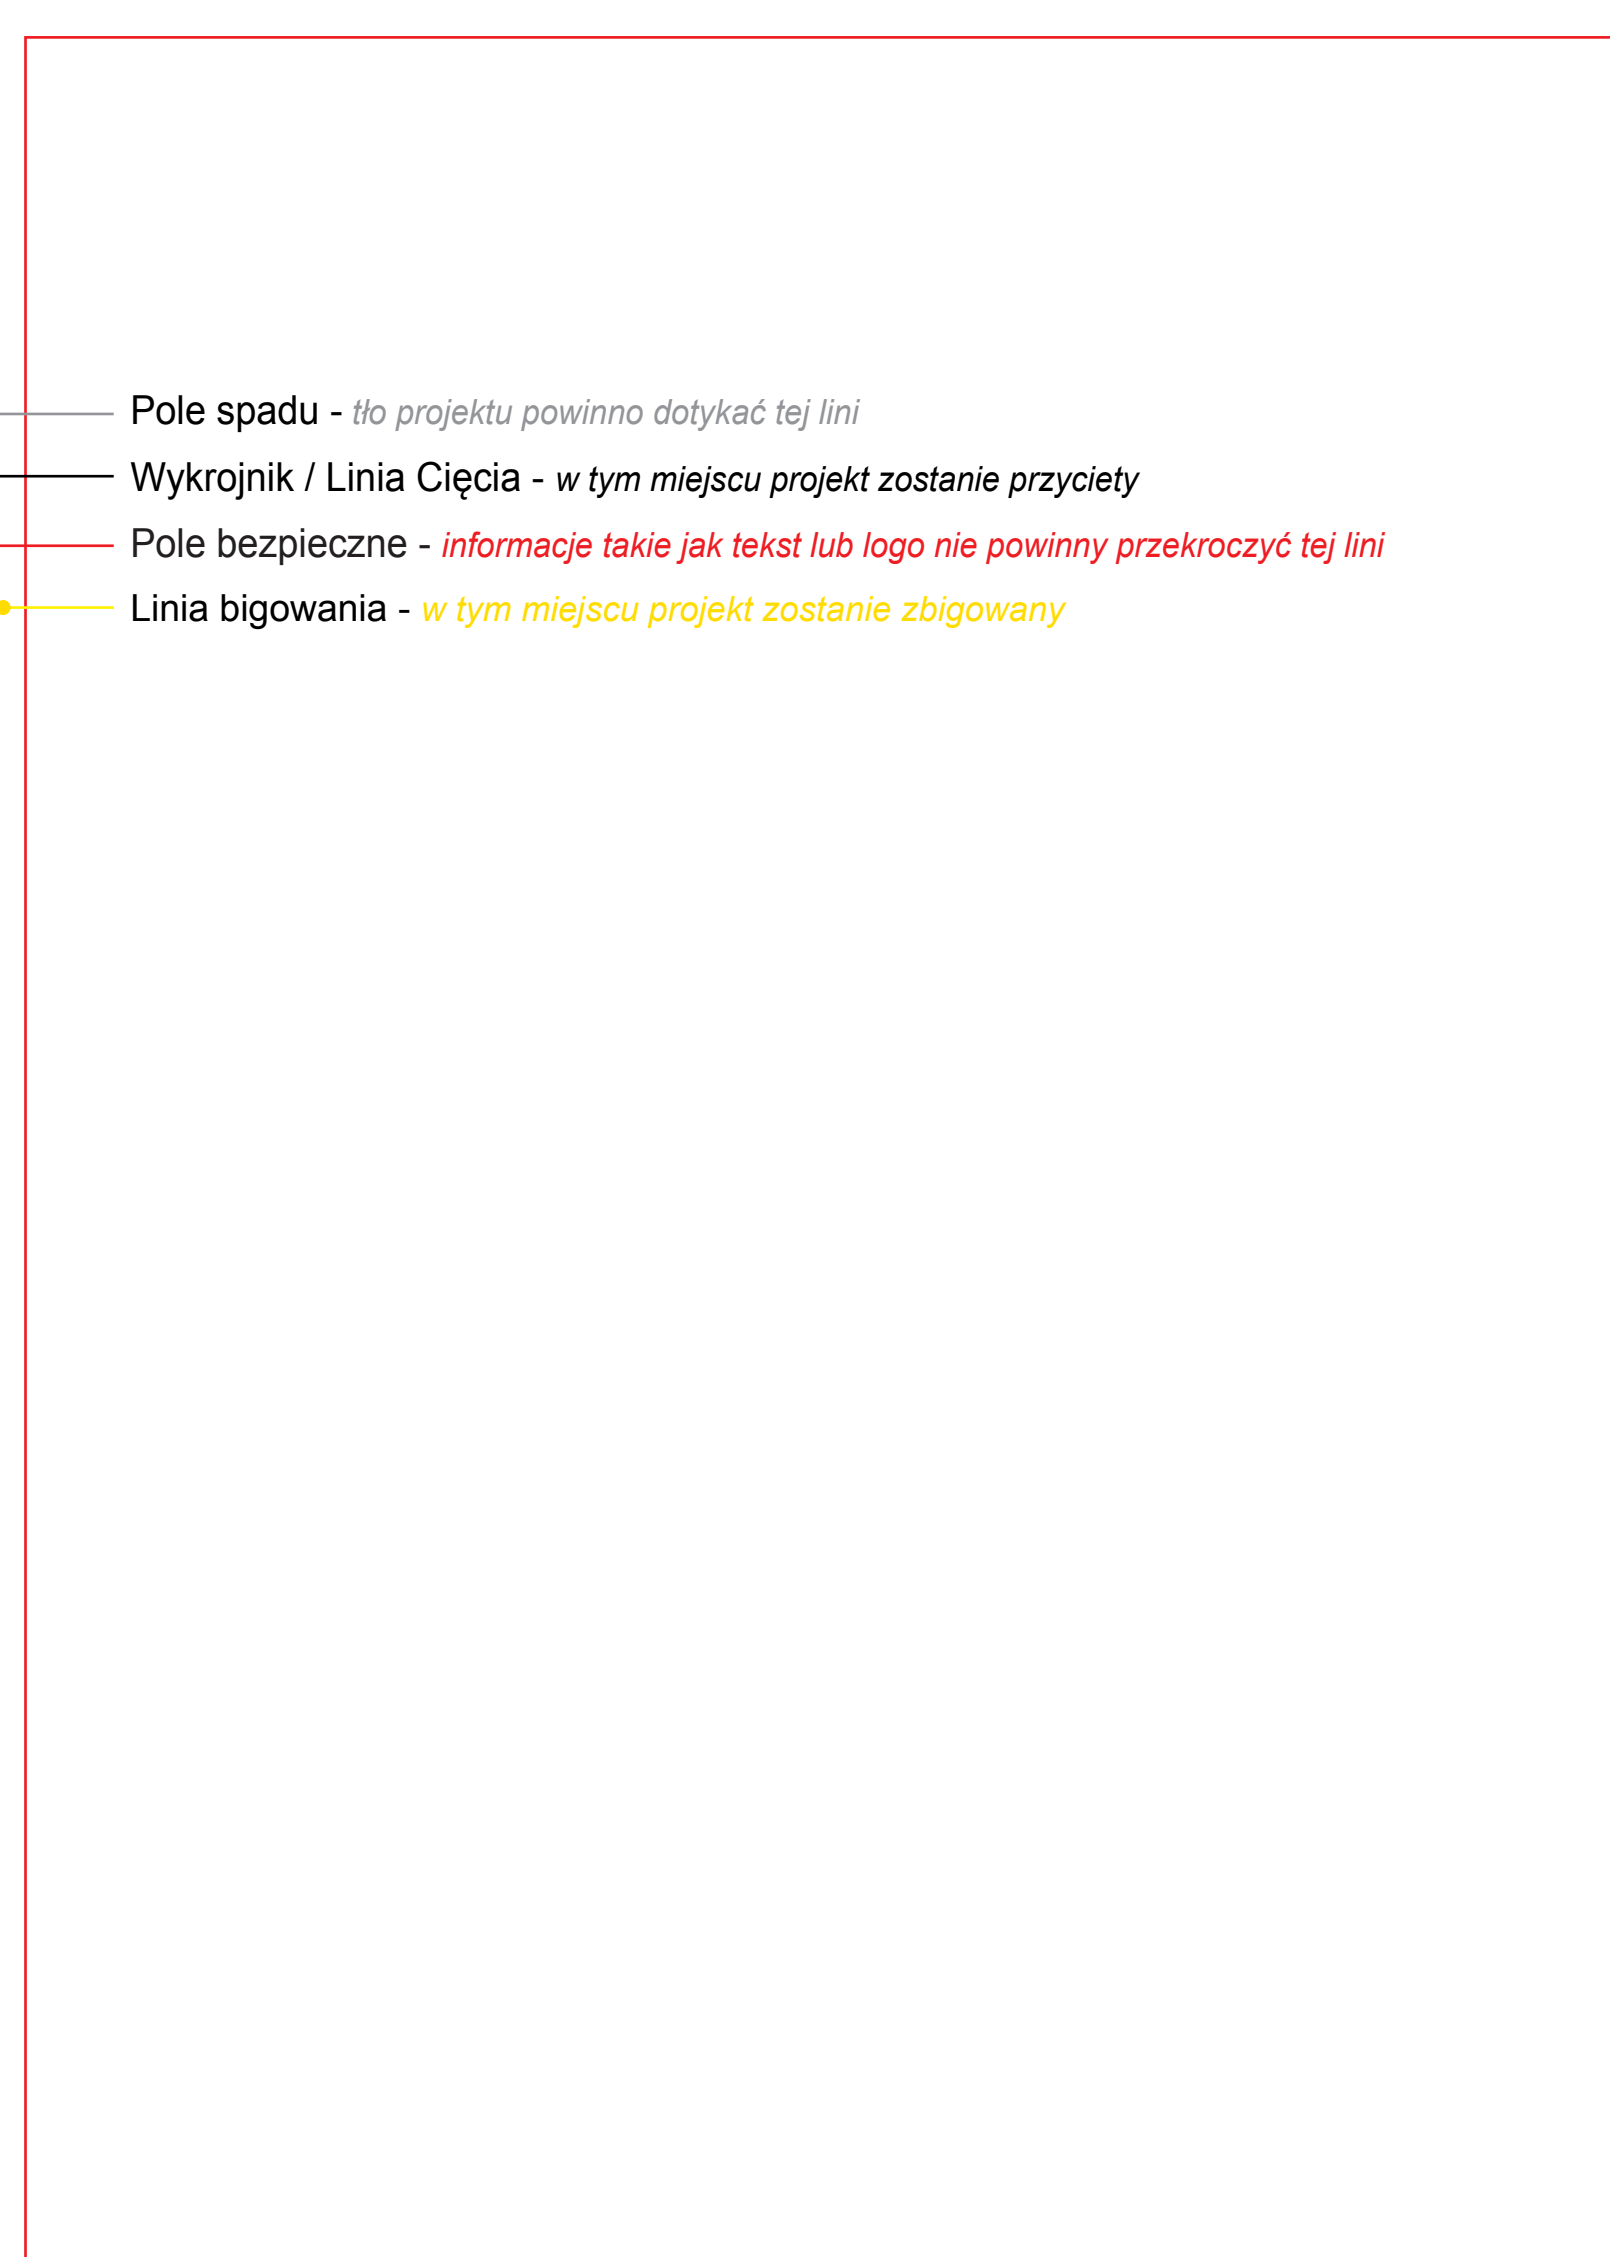 Pole spadu - tło projektu powinno dotykać tej lini
Wykrojnik / Linia Cięcia - w tym miejscu projekt zostanie przyciety
Pole bezpieczne - informacje takie jak tekst lub logo nie powinny przekroczyć tej lini
Linia bigowania - w tym miejscu projekt zostanie zbigowany